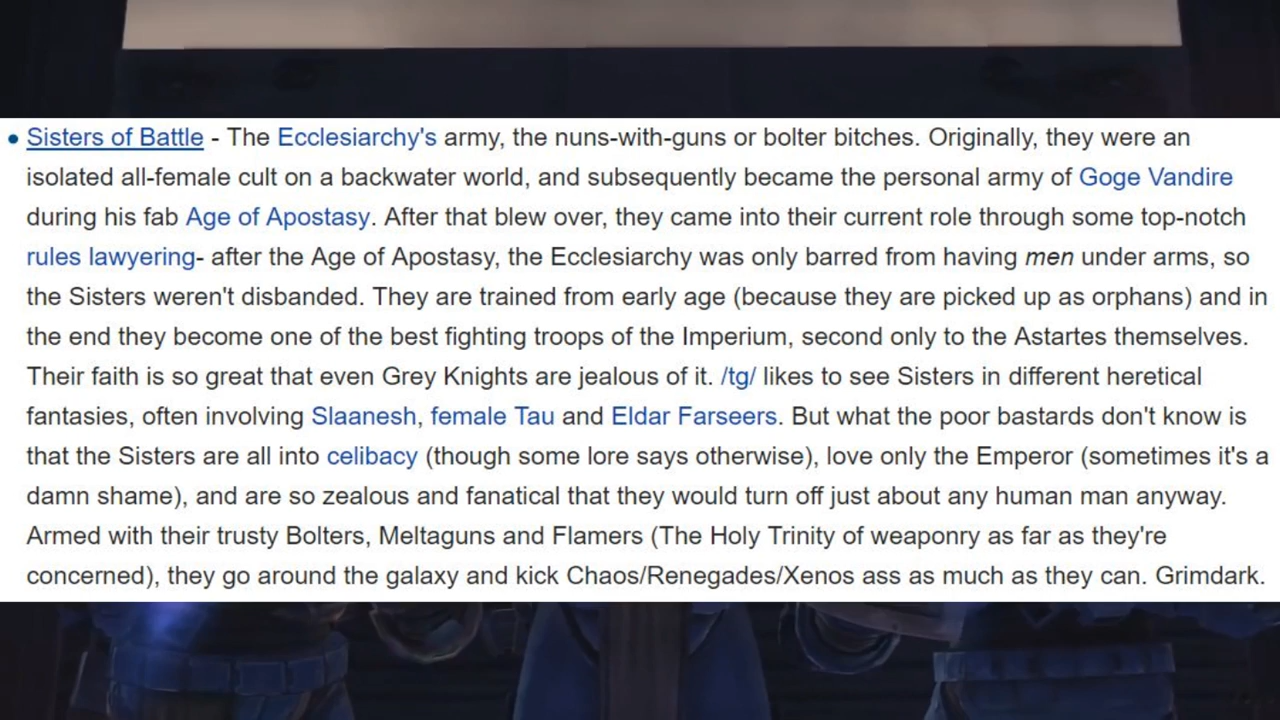 • Sisters of Battle - The Ecclesiarchy's army, the nuns-with-guns or bolter bitches. Originally, they were an
isolated all-female cult on a backwater world, and subsequently became the personal army of Goge Vandire
during his fab Age of Apostasy. After that blew over, they came into their current role through some top-notch
rules lawyering- after the Age of Apostasy, the Ecclesiarchy was only barred from having men under arms, so
the Sisters weren't disbanded. They are trained from early age (because they are picked up as orphans) and in
the end they become one of the best fighting troops of the Imperium, second only to the Astartes themselves.
Their faith is so great that even Grey Knights are jealous of it. /tg/ likes to see Sisters in different heretical
fantasies, often involving Slaanesh, female Tau and Eldar Farseers. But what the poor bastards don't know is
that the Sisters are all into celibacy (though some lore says otherwise), love only the Emperor (sometimes it's a
damn shame), and are so zealous and fanatical that they would turn off just about any human man anyway.
Armed with their trusty Bolters, Meltaguns and Flamers (The Holy Trinity of weaponry as far as they're
concerned), they go around the galaxy and kick Chaos/Renegades/Xenos ass as much as they can. Grimdark.